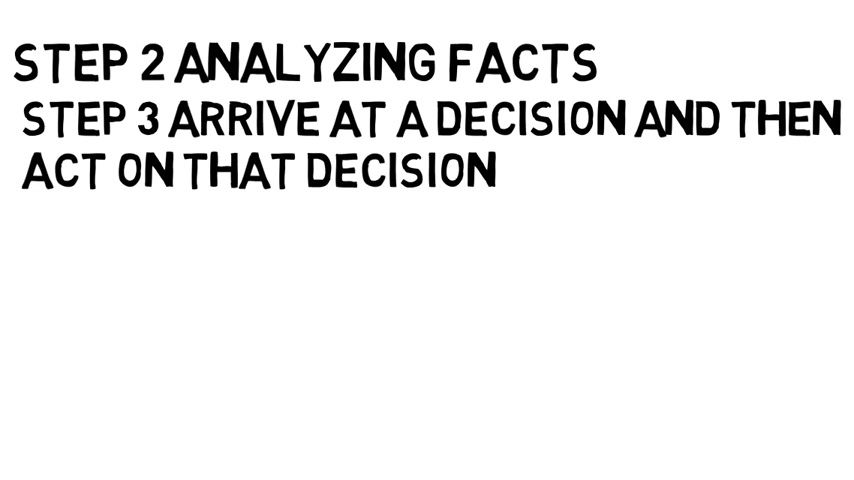 STEP 2 ANALYZING FACTS
STEP 3 ARRIVE AT A DECISION AND THEN
ACT ON THAT DECISION